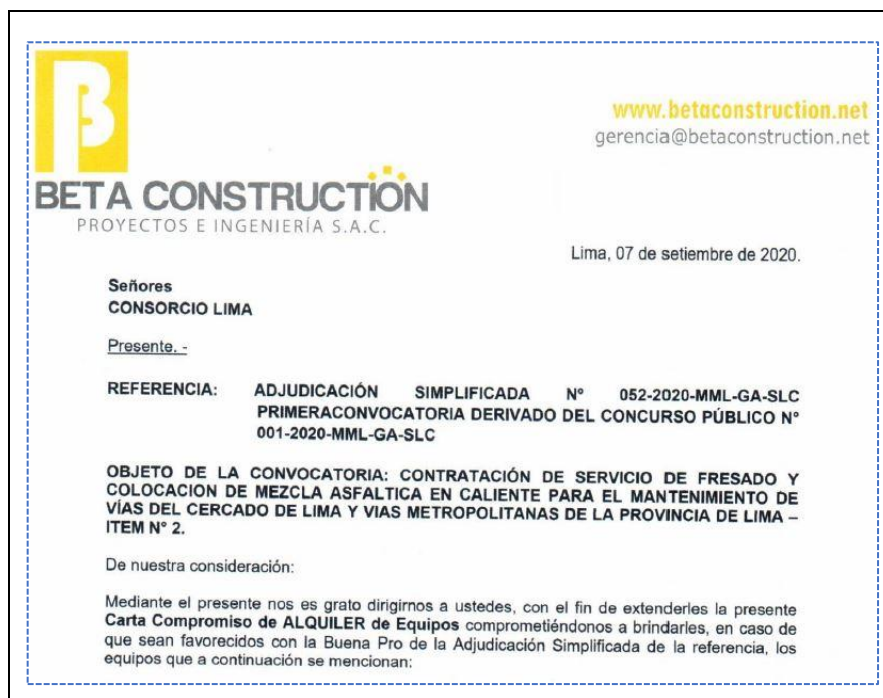 www.betaconstruction.net
gerencia@betaconstruction.net
BETA CONSTRUCTION
PROYECTOS E INGENIERÍA S.A.C.
Lima, 07 de setiembre de 2020.
Señores
CONSORCIO LIMA
Presente. -
REFERENCIA: ADJUDICACIÓN SIMPLIFICADA Nº 052-2020-MML-GA-SLC
PRIMERACONVOCATORIA DERIVADO DEL CONCURSO PÚBLICO Nº
001-2020-MML-GA-SLC
OBJETO DE LA CONVOCATORIA: CONTRATACIÓN DE SERVICIO DE FRESADO Y
COLOCACION DE MEZCLA ASFALTICA EN CALIENTE PARA EL MANTENIMIENTO DE
VÍAS DEL CERCADO DE LIMA Y VIAS METROPOLITANAS DE LA PROVINCIA DE LIMA –
ITEM N° 2.
De nuestra consideración:
Mediante el presente nos es grato dirigirnos a ustedes, con el fin de extenderles la presente
Carta Compromiso de ALQUILER de Equipos comprometiéndonos a brindarles, en caso de
que sean favorecidos con la Buena Pro de la Adjudicación Simplificada de la referencia, los
equipos que a continuación se mencionan: